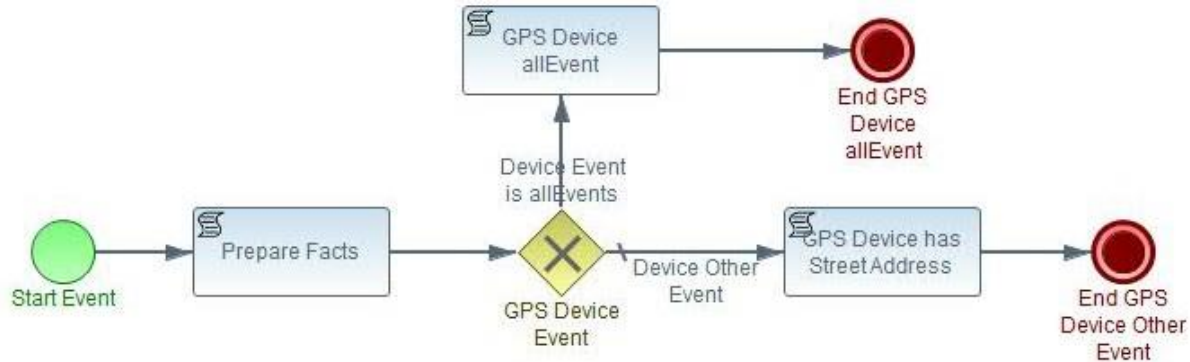 GPS Device
allEvent
End GPS
Device
allEvent
Device Event
is allEvents
Start Event
Prepare Facts
GPS Device
Event
Device Other
Event
GPS Device has
Street Address
End GPS
Device Other
Event